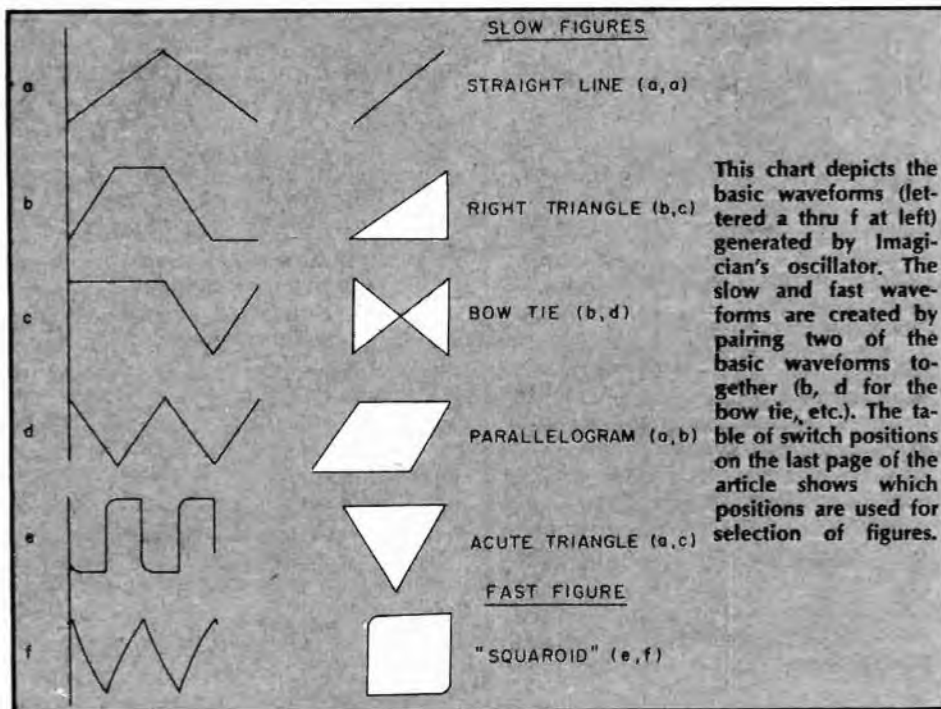 SLOW FIGURES
a
STRAIGHT LINE (a,a)
b
RIGHT TRIANGLE (b,c)
c
BOW TIE (b,d)
d
PARALLELOGRAM (a,b)
e
ACUTE TRIANGLE (a,c)
FAST FIGURE
f
"SQUAROID" (e,f)
This chart depicts the
basic waveforms (let-
tered a thru f at left)
generated by Imagi-
cian's oscillator. The
slow and fast wave-
forms are created by
pairing two of the
basic waveforms to-
gether (b, d for the
bow tie, etc.). The ta-
ble of switch positions
on the last page of the
article shows which
positions are used for
selection of figures.